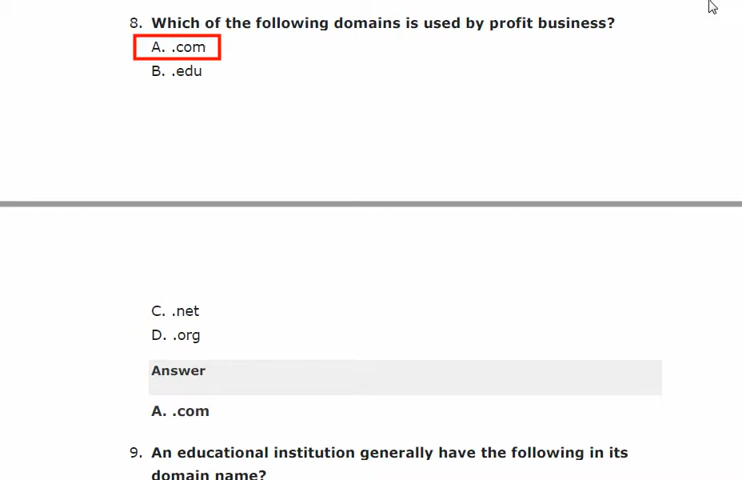 8. Which of the following domains is used by profit business?
A. .com
B. .edu
C. .net
D. .org
Answer
A. .com
9. An educational institution generally have the following in its
domain name?